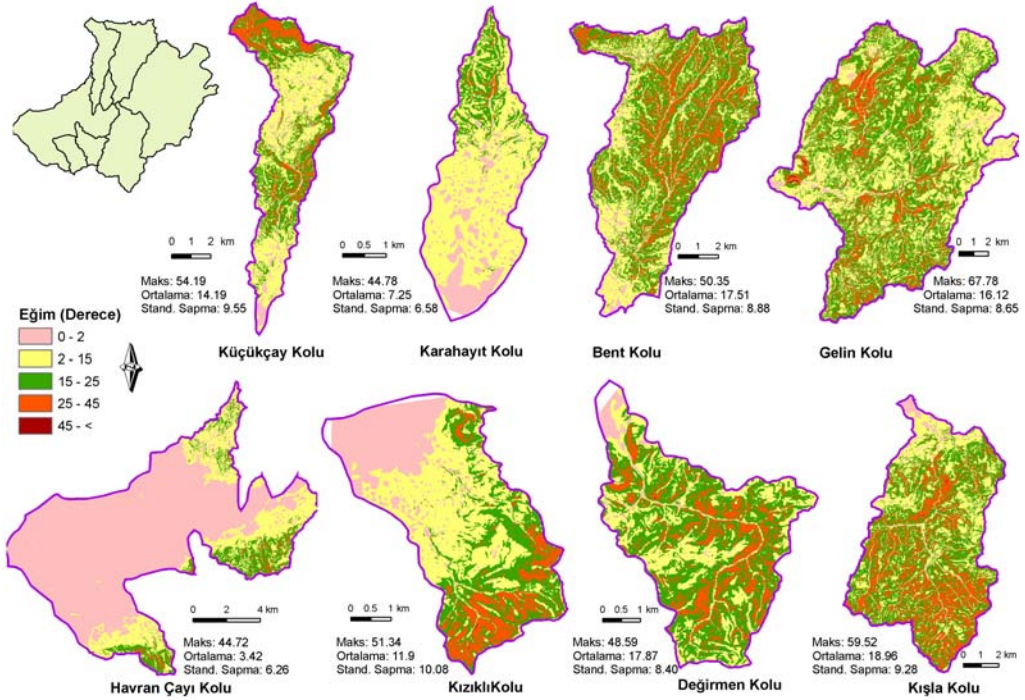 0 1 2 km
Maks: 54.19
Ortalama: 14.19
Stand. Sapma: 9.55
Küçükçay Kolu
0 0.5 1 km
Maks: 44.78
Ortalama: 7.25
Stand. Sapma: 6.58
Karahayıt Kolu
0 1 2 km
Maks: 50.35
Ortalama: 17.51
Stand. Sapma: 8.88
Bent Kolu
0 1 2 km
Maks: 67.78
Ortalama: 16.12
Stand. Sapma: 8.65
Gelin Kolu
Eğim (Derece)
0 - 2
2 - 15
15 - 25
25 - 45
45 - <
0 2 4 km
Maks: 44.72
Ortalama: 3.42
Stand. Sapma: 6.26
Havran Çayı Kolu
0 0.5 1 km
Maks: 51.34
Ortalama: 11.9
Stand. Sapma: 10.08
KızıklıKolu
0 0.5 1 km
Maks: 48.59
Ortalama: 17.87
Stand. Sapma: 8.40
Değirmen Kolu
Maks: 59.52
Ortalama: 18.96
Stand. Sapma: 9.28
0 1 2 km
Kışla Kolu